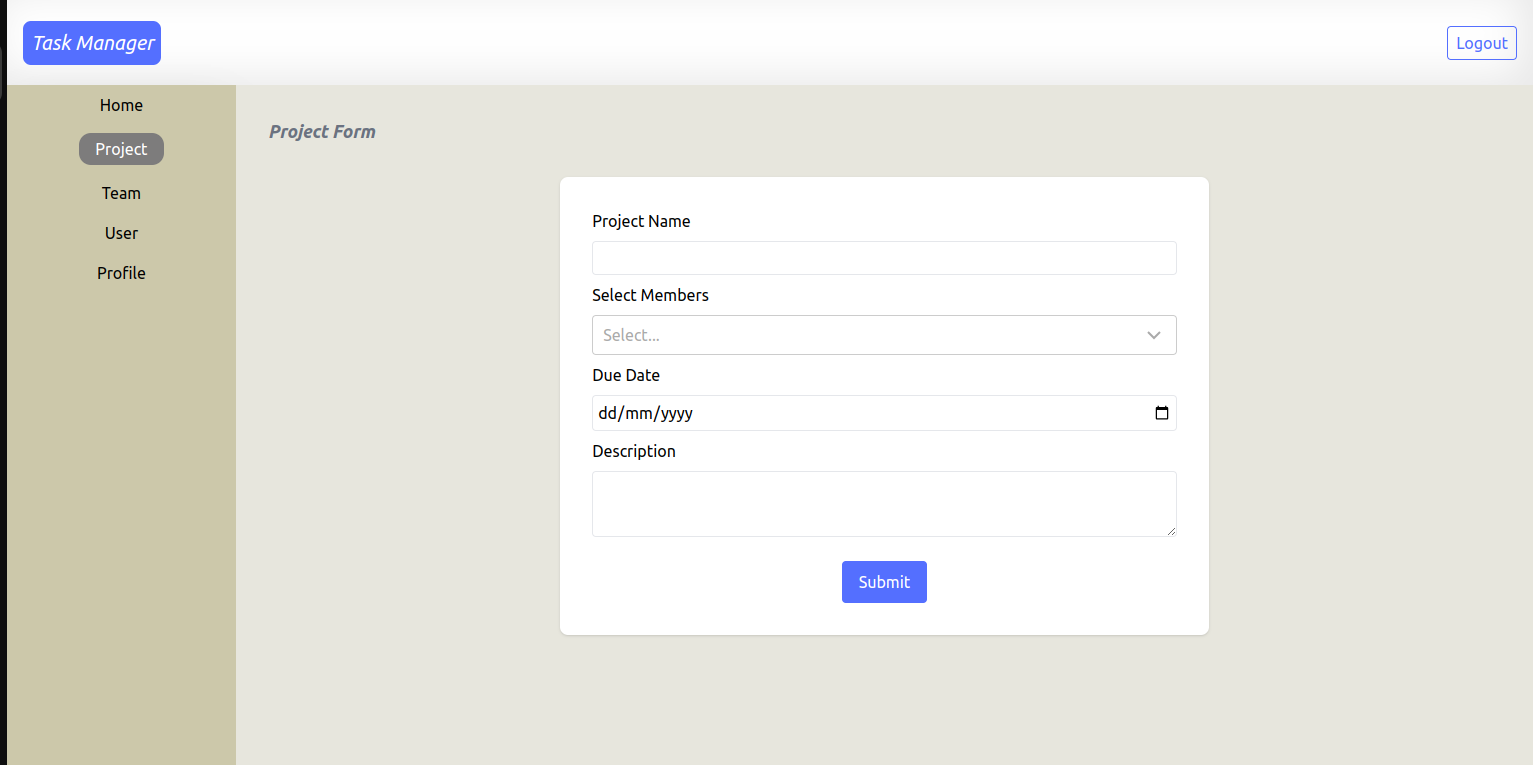 Task Manager
Logout
Home
Project
Team
User
Profile
Project Form
Project Name
Select Members
Select...
Due Date
dd/mm/yyyy
Description
Submit